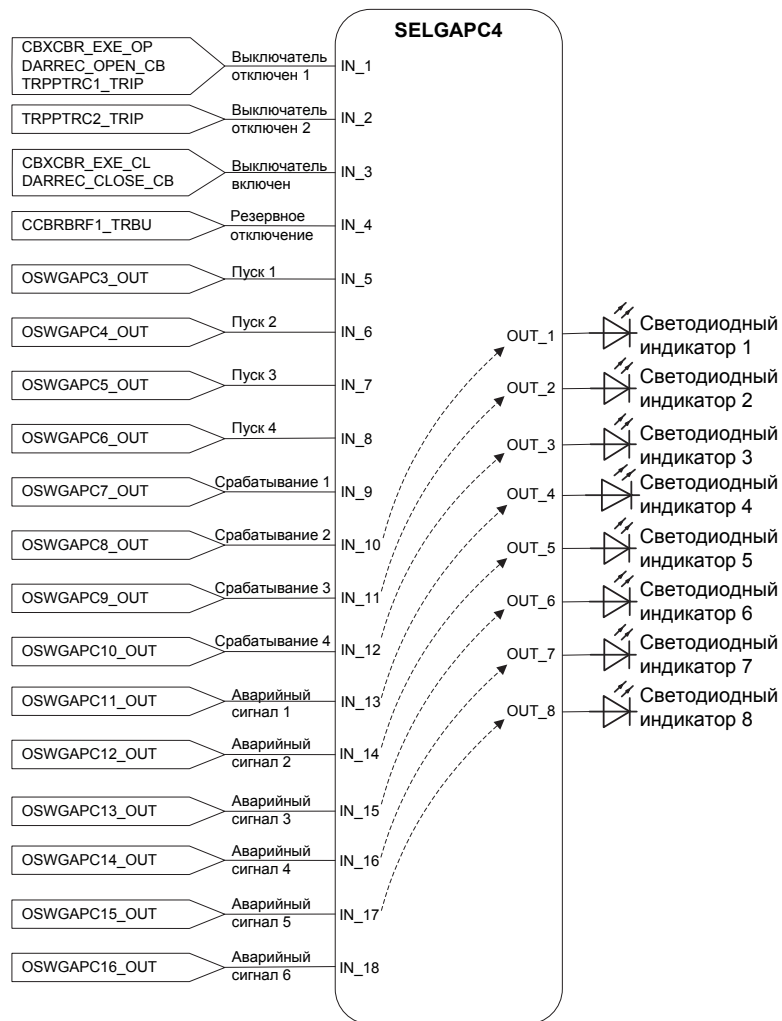 SELGAPC4
CBXCBR_EXE_OP
DARREC_OPEN_CB
TRPPTRC1_TRIP
Выключатель
отключен 1
IN_1
TRPPTRC2_TRIP
Выключатель
отключен 2
IN_2
CBXCBR_EXE_CL
DARREC_CLOSE_CB
Выключатель
включен
IN_3
CCBRBRF1_TRBU
Резервное
отключение
IN_4
OSWGAPC3_OUT
Пуск 1
IN_5
OSWGAPC4_OUT
Пуск 2
IN_6
OSWGAPC5_OUT
Пуск 3
IN_7
OSWGAPC6_OUT
Пуск 4
IN_8
OSWGAPC7_OUT
Срабатывание 1
IN_9
OSWGAPC8_OUT
Срабатывание 2
IN_10
OSWGAPC9_OUT
Срабатывание 3
IN_11
OSWGAPC10_OUT
Срабатывание 4
IN_12
OSWGAPC11_OUT
Аварийный
сигнал 1
IN_13
OSWGAPC12_OUT
Аварийный
сигнал 2
IN_14
OSWGAPC13_OUT
Аварийный
сигнал 3
IN_15
OSWGAPC14_OUT
Аварийный
сигнал 4
IN_16
OSWGAPC15_OUT
Аварийный
сигнал 5
IN_17
OSWGAPC16_OUT
Аварийный
сигнал 6
IN_18
OUT_1
Светодиодный
индикатор 1
OUT_2
Светодиодный
индикатор 2
OUT_3
Светодиодный
индикатор 3
OUT_4
Светодиодный
индикатор 4
OUT_5
Светодиодный
индикатор 5
OUT_6
Светодиодный
индикатор 6
OUT_7
Светодиодный
индикатор 7
OUT_8
Светодиодный
индикатор 8